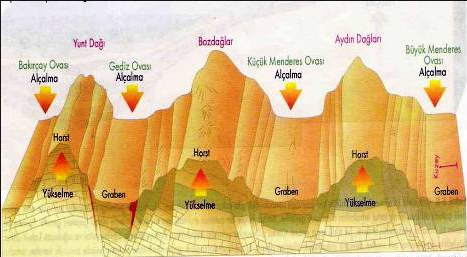 Yunt Dağı
Bozdağlar
Aydın Dağları
Bakırçay Ovası
Alçalma
Gediz Ovası
Alçalma
Küçük Menderes Ovası
Alçalma
Büyük Menderes
Ovası
Alçalma
Horst
Horst
Horst
Yükselme
Graben
Yükselme
Graben
Yükselme
Graben
Kuzey